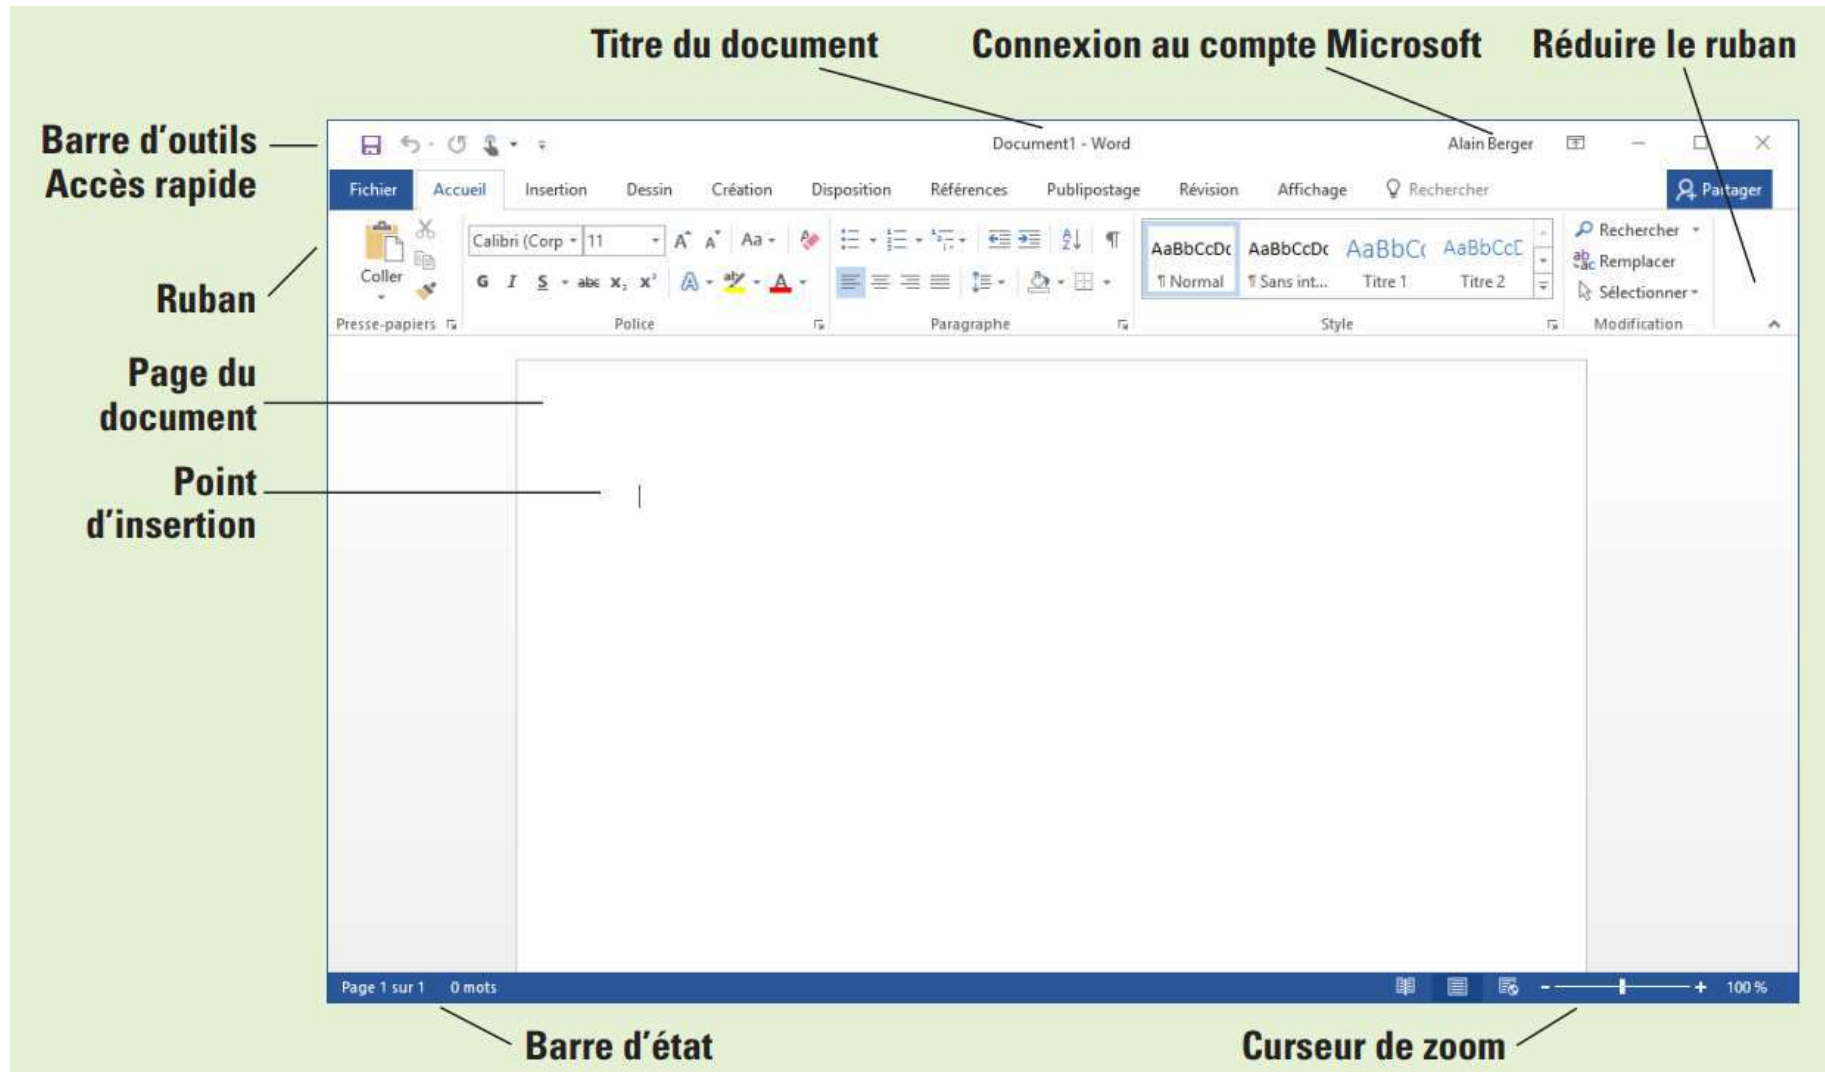 Titre du document
Connexion au compte Microsoft
Réduire le ruban
Barre d'outils
Accès rapide
Document1 - Word
Alain Berger
Fichier Accueil Insertion Dessin Création Disposition Références Publipostage Révision Affichage Rechercher Partager
Ruban
Coller
Calibri (Corp 11
Aa
G I S abc x₂ x²
AaBbCcDc AaBbCcDc AaBbCc AaBbCcC
¶ Normal ¶ Sans int... Titre 1 Titre 2
Rechercher
Remplacer
Sélectionner
Presse-papiers Police Paragraphe Style Modification
Page du
document
Point
d'insertion
Page 1 sur 1 0 mots
100 %
Barre d'état
Curseur de zoom